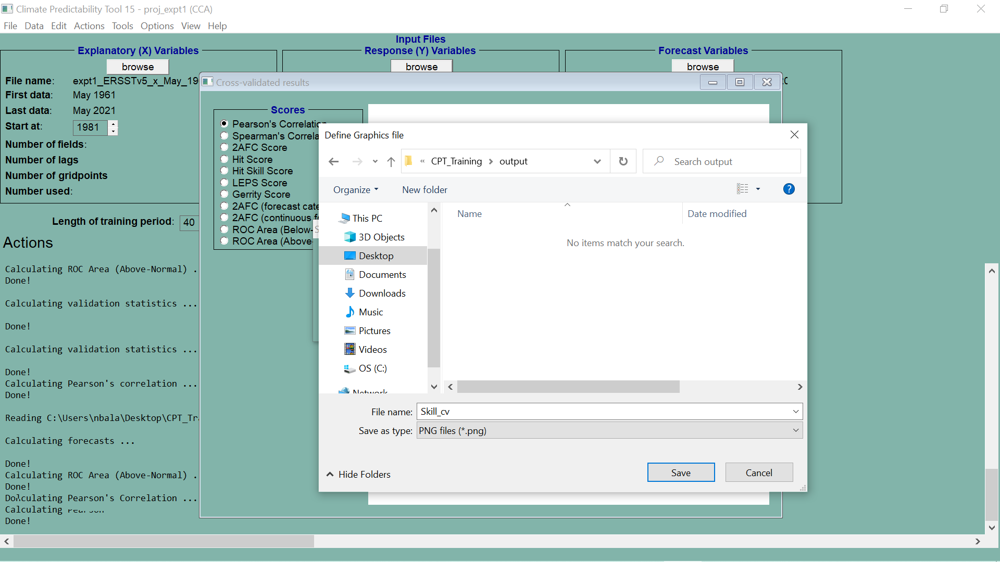 Climate Predictability Tool 15 - proj_expt1 (CCA)
File Data Edit Actions Tools Options View Help
Input Files
Explanatory (X) Variables
Response (Y) Variables
Forecast Variables
browse
browse
browse
File name: expt1_ERSSTv5_x_May_19
First data: May 1961
Last data: May 2021
Start at: 1981
Number of fields:
Number of lags
Number of gridpoints
Number used:
Length of training period: 40
Actions
Calculating ROC Area (Above-Normal) .
Done!
Calculating validation statistics ...
Done!
Calculating validation statistics ...
Done!
Calculating Pearson's correlation ...
Done!
Reading C:\Users\nbala\Desktop\CPT_Tr
Calculating forecasts ...
Done!
Calculating ROC Area (Above-Normal) .
Done!
Calculating Pearson's Correlation ...
Calculating Pearson
Done!
Cross-validated results
Scores
Pearson's Correlation
Spearman's Correla
2AFC Score
Hit Score
Hit Skill Score
LEPS Score
Gerrity Score
2AFC (forecast cate
2AFC (continuous f
ROC Area (Below-
ROC Area (Above-
Define Graphics file
« CPT_Training > output
Search output
Organize
New folder
?
This PC
3D Objects
Desktop
Documents
Downloads
Music
Pictures
Videos
OS (C:)
Network
Name
Date modified
No items match your search.
File name: Skill_cv
Save as type: PNG files (*.png)
Hide Folders
Save
Cancel